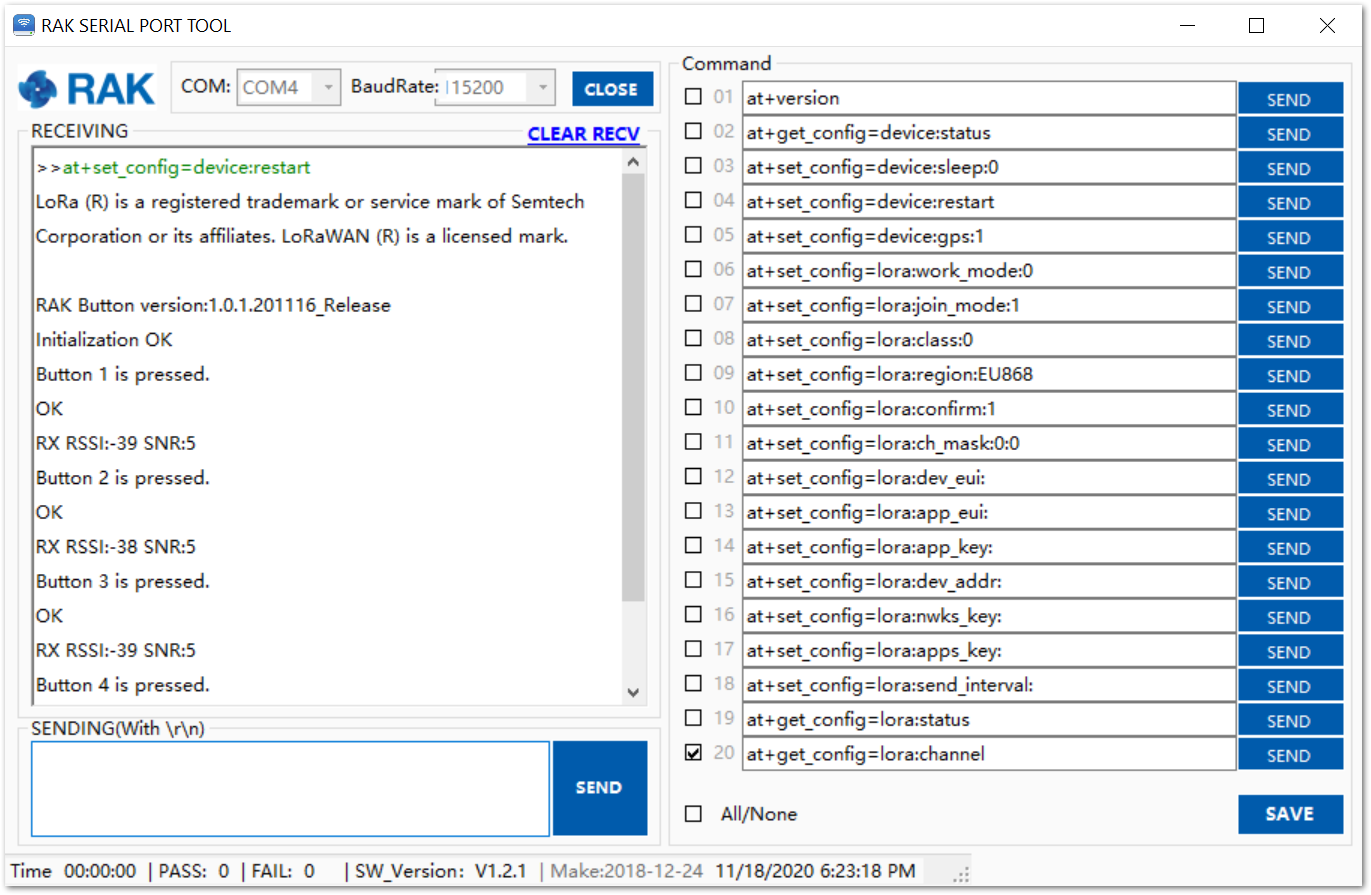 RAK SERIAL PORT TOOL
RAK
COM: COM4 BaudRate: 115200 CLOSE
RECEIVING CLEAR RECV
>>at+set_config=device:restart
LoRa (R) is a registered trademark or service mark of Semtech
Corporation or its affiliates. LoRaWAN (R) is a licensed mark.
RAK Button version:1.0.1.201116_Release
Initialization OK
Button 1 is pressed.
OK
RX RSSI:-39 SNR:5
Button 2 is pressed.
OK
RX RSSI:-38 SNR:5
Button 3 is pressed.
OK
RX RSSI:-39 SNR:5
Button 4 is pressed.
SENDING(With \r\n)
SEND
Command
01 at+version SEND
02 at+get_config=device:status SEND
03 at+set_config=device:sleep:0 SEND
04 at+set_config=device:restart SEND
05 at+set_config=device:gps:1 SEND
06 at+set_config=lora:work_mode:0 SEND
07 at+set_config=lora:join_mode:1 SEND
08 at+set_config=lora:class:0 SEND
09 at+set_config=lora:region:EU868 SEND
10 at+set_config=lora:confirm:1 SEND
11 at+set_config=lora:ch_mask:0:0 SEND
12 at+set_config=lora:dev_eui: SEND
13 at+set_config=lora:app_eui: SEND
14 at+set_config=lora:app_key: SEND
15 at+set_config=lora:dev_addr: SEND
16 at+set_config=lora:nwks_key: SEND
17 at+set_config=lora:apps_key: SEND
18 at+set_config=lora:send_interval: SEND
19 at+get_config=lora:status SEND
20 at+get_config=lora:channel SEND
All/None SAVE
Time 00:00:00 | PASS: 0 | FAIL: 0 | SW_Version: V1.2.1 | Make:2018-12-24 11/18/2020 6:23:18 PM